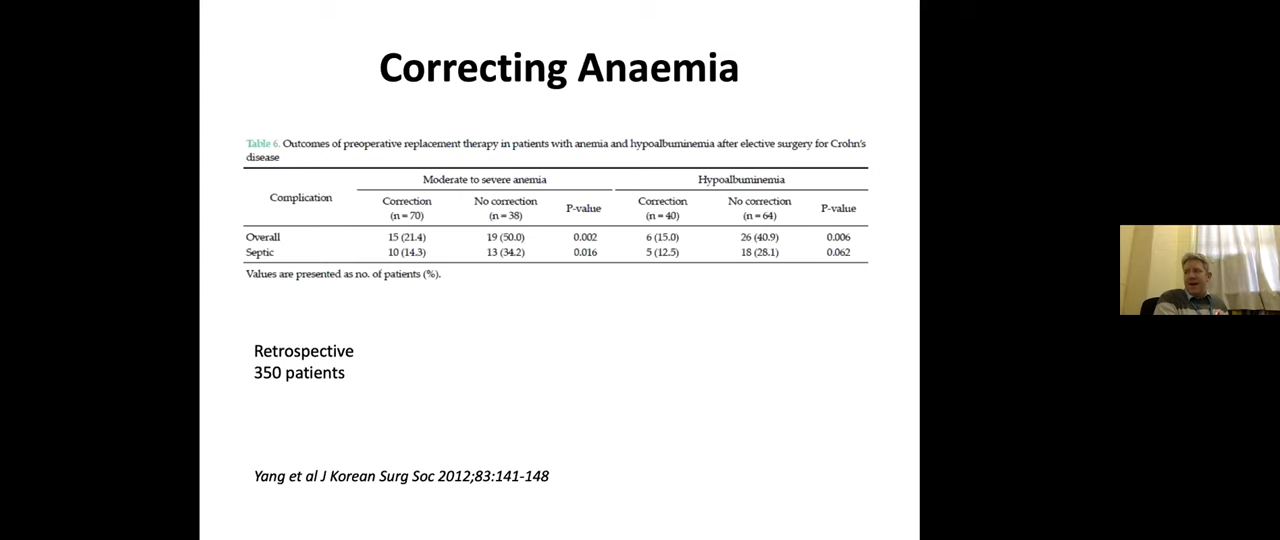 Correcting Anaemia
Table 6. Outcomes of preoperative replacement therapy in patients with anemia and hypoalbuminemia after elective surgery for Crohn's
disease
Complication Moderate to severe anemia Hypoalbuminemia
Correction (n = 70) No correction (n = 38) P-value Correction (n = 40) No correction (n = 64) P-value
Overall 15 (21.4) 19 (50.0) 0.002 6 (15.0) 26 (40.9) 0.006
Septic 10 (14.3) 13 (34.2) 0.016 5 (12.5) 18 (28.1) 0.062
Values are presented as no. of patients (%).
Retrospective
350 patients
Yang et al J Korean Surg Soc 2012;83:141-148